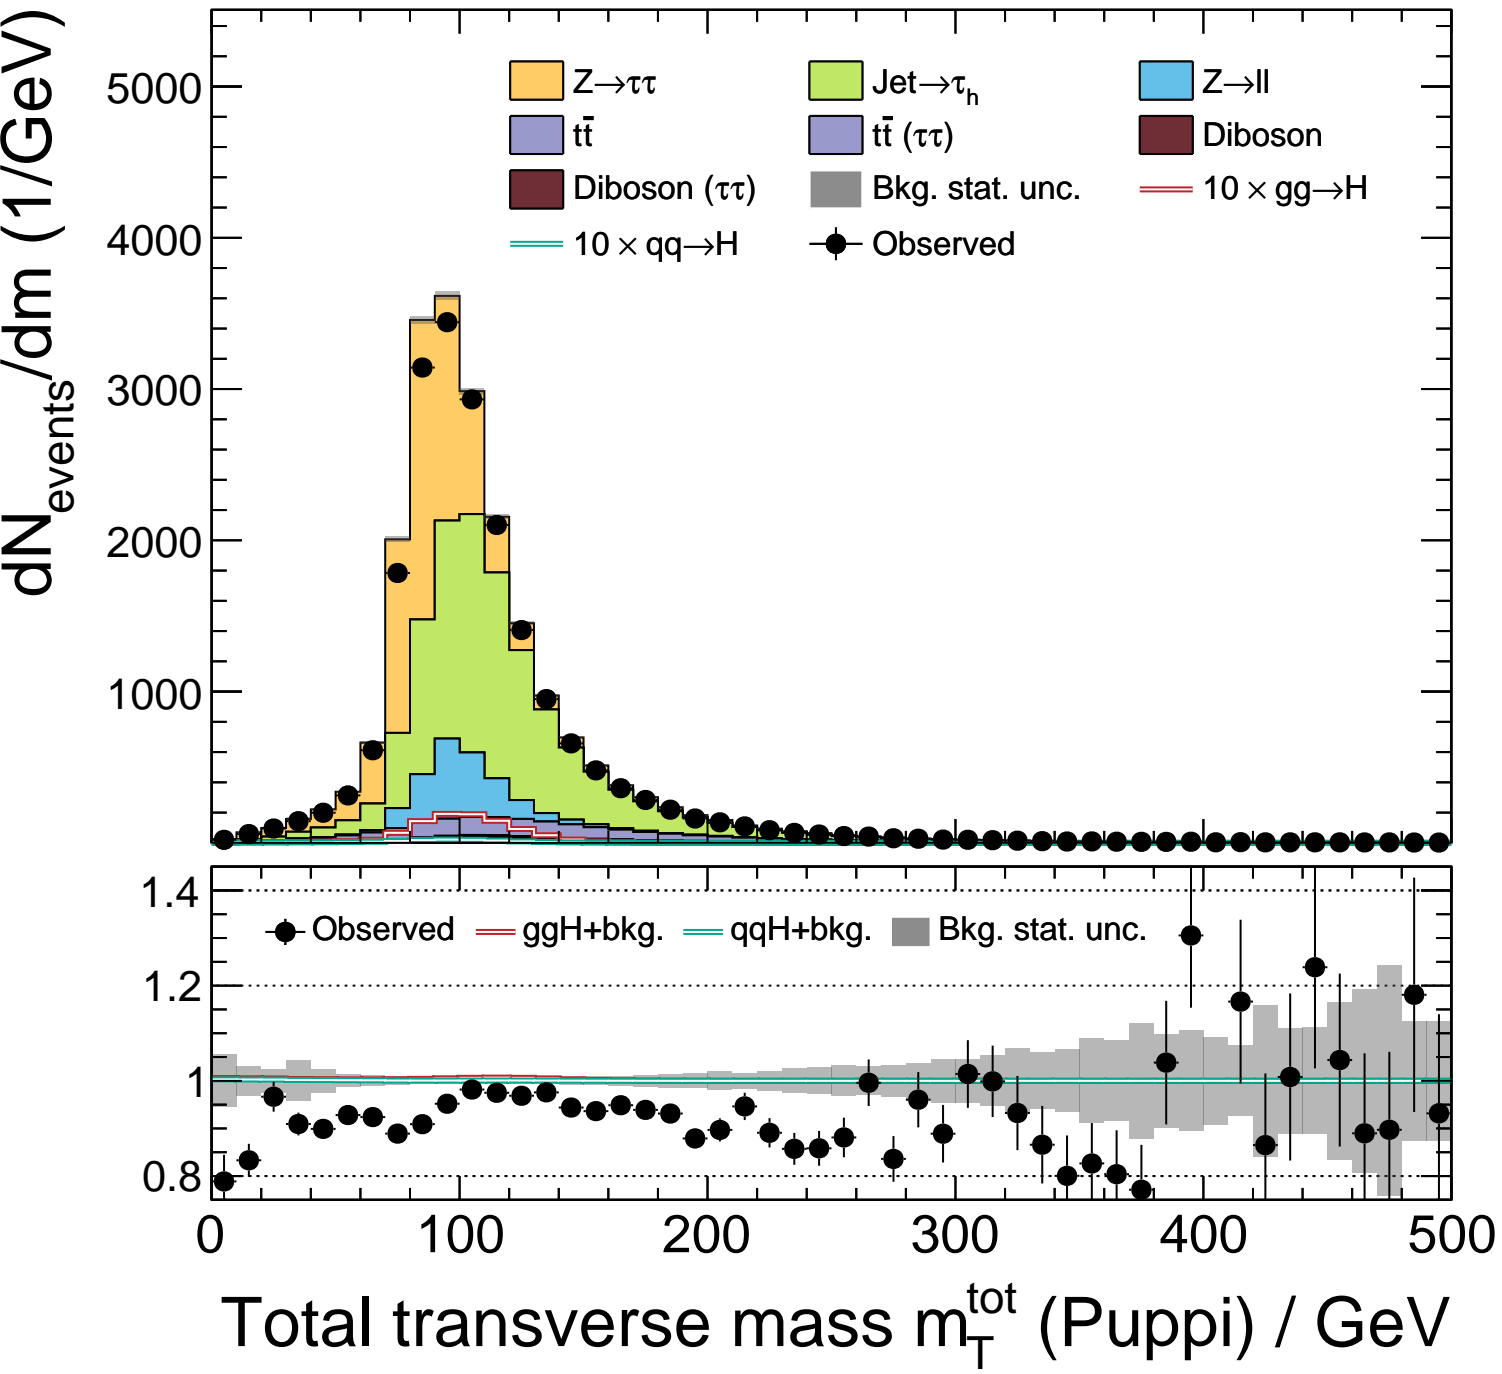 dN_events/dm (1/GeV)
5000
4000
3000
2000
1000
Z→ττ Jet→τ_h Z→ll
tt̄ tt̄ (ττ) Diboson
Diboson (ττ) Bkg. stat. unc. 10 × gg→H
10 × qq→H Observed
1.4
1.2
1
0.8
Observed ggH+bkg. qqH+bkg. Bkg. stat. unc.
0 100 200 300 400 500
Total transverse mass m_T^tot (Puppi) / GeV